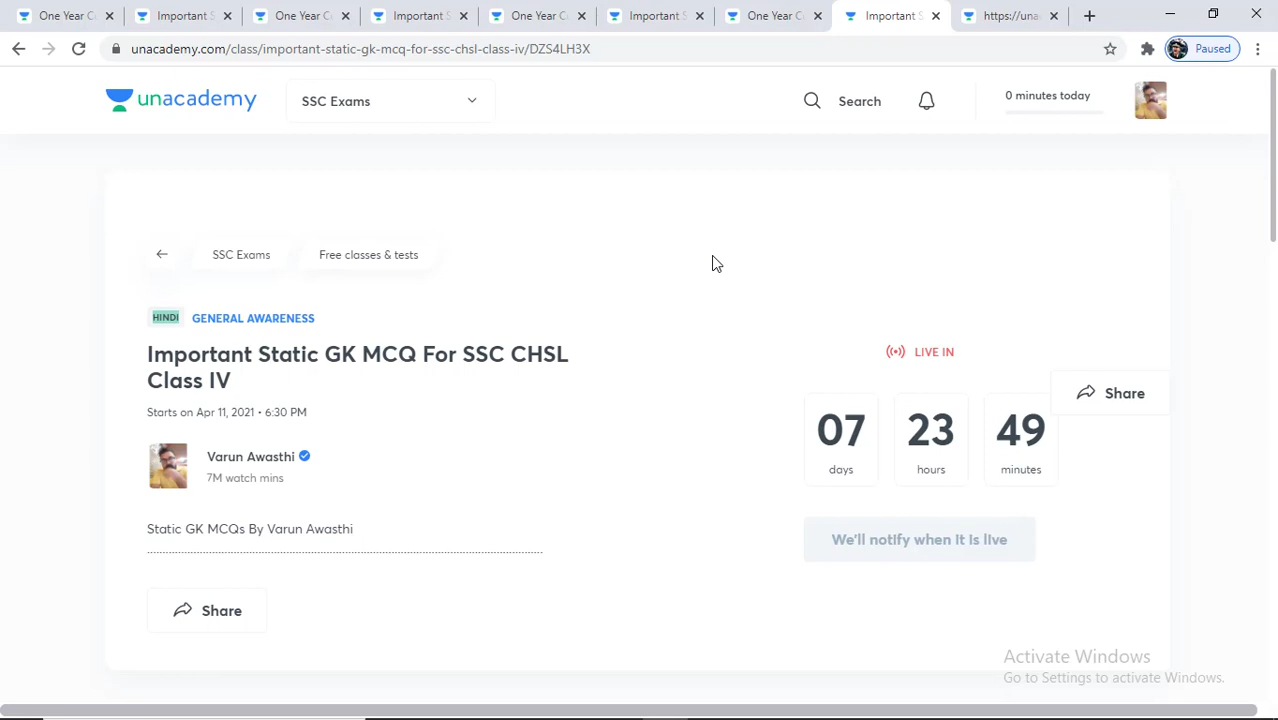 One Year C
Important S
One Year C
Important S
One Year C
Important S
One Year C
Important S
https://una
unacademy.com/class/important-static-gk-mcq-for-ssc-chsl-class-iv/DZS4LH3X
Paused
unacademy
SSC Exams
Search
0 minutes today
SSC Exams
Free classes & tests
HINDI GENERAL AWARENESS
Important Static GK MCQ For SSC CHSL
Class IV
Starts on Apr 11, 2021 • 6:30 PM
Varun Awasthi
7M watch mins
Static GK MCQs By Varun Awasthi
Share
LIVE IN
07 23 49
days hours minutes
Share
We'll notify when it is live
Activate Windows
Go to Settings to activate Windows.